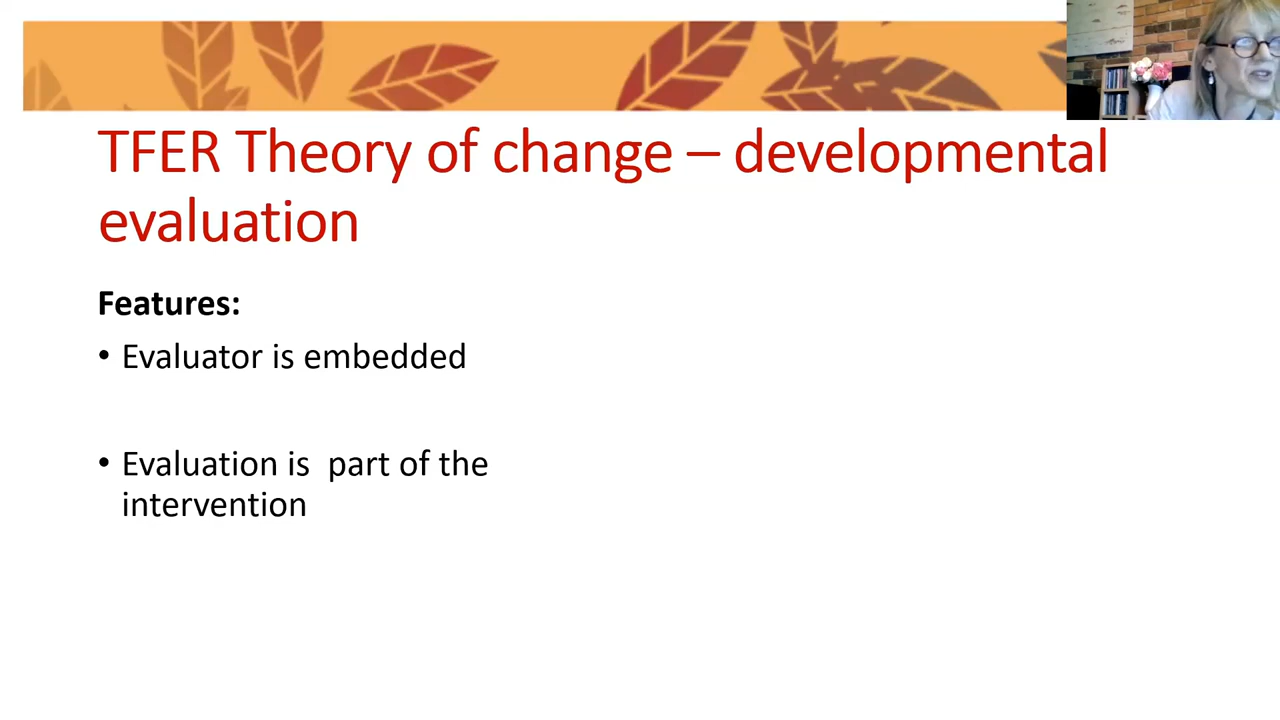 TFER Theory of change – developmental
evaluation
Features:
• Evaluator is embedded
• Evaluation is  part of the
intervention